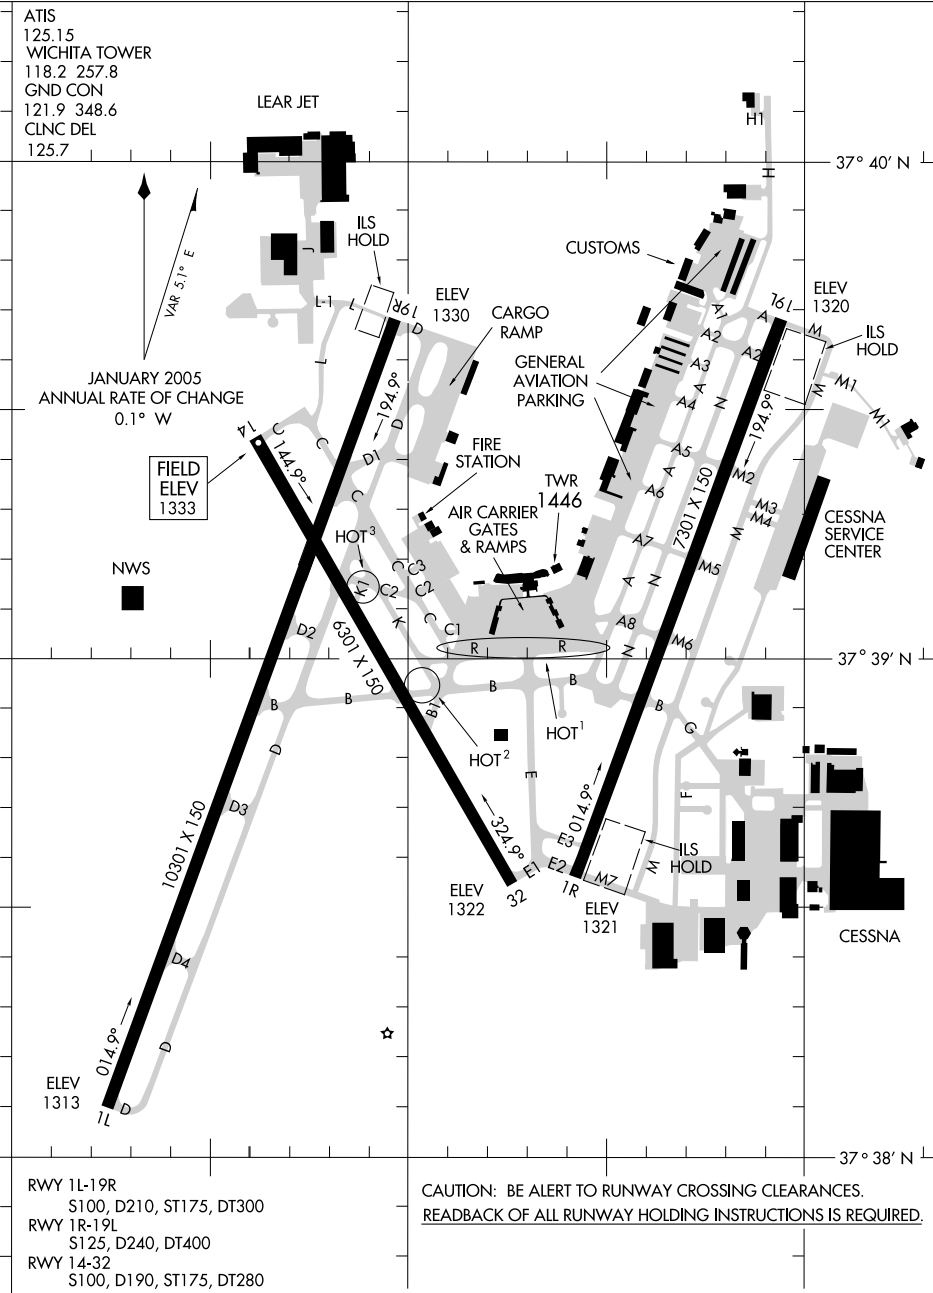 ATIS
125.15
WICHITA TOWER
118.2 257.8
GND CON
121.9 348.6
CLNC DEL
125.7
LEAR JET
H1
37° 40' N
H
VAR 5.1° E
JANUARY 2005
ANNUAL RATE OF CHANGE
0.1° W
ILS
HOLD
J
L-1
L
L
19R
D
ELEV
1330
CARGO
RAMP
CUSTOMS
GENERAL
AVIATION
PARKING
A1
A2
A2
A3
A
N
A4
A5
A
A6
A7
A
N
A8
N
A
19L
ELEV
1320
M
ILS
HOLD
M
M1
M1
194.9°
194.9°
D
D1
14
C
C
144.9°
C
FIELD
ELEV
1333
FIRE
STATION
TWR
1446
AIR CARRIER
GATES
& RAMPS
HOT³
7301 X 150
M2
M3
M4
M
M5
CESSNA
SERVICE
CENTER
NWS
K1
C2
C
C3
C2
C
C1
K
D2
6301 X 150
R
R
M6
37° 39' N
B
B
B
B
B
B1
HOT¹
HOT²
G
D
E
F
D3
10301 X 150
324.9°
014.9°
E3
ILS
HOLD
E1
E2
M7
M
ELEV
1322
32
1R
ELEV
1321
CESSNA
D4
014.9°
D
ELEV
1313
1L
D
37° 38' N
RWY 1L-19R
S100, D210, ST175, DT300
RWY 1R-19L
S125, D240, DT400
RWY 14-32
S100, D190, ST175, DT280
CAUTION: BE ALERT TO RUNWAY CROSSING CLEARANCES.
READBACK OF ALL RUNWAY HOLDING INSTRUCTIONS IS REQUIRED.